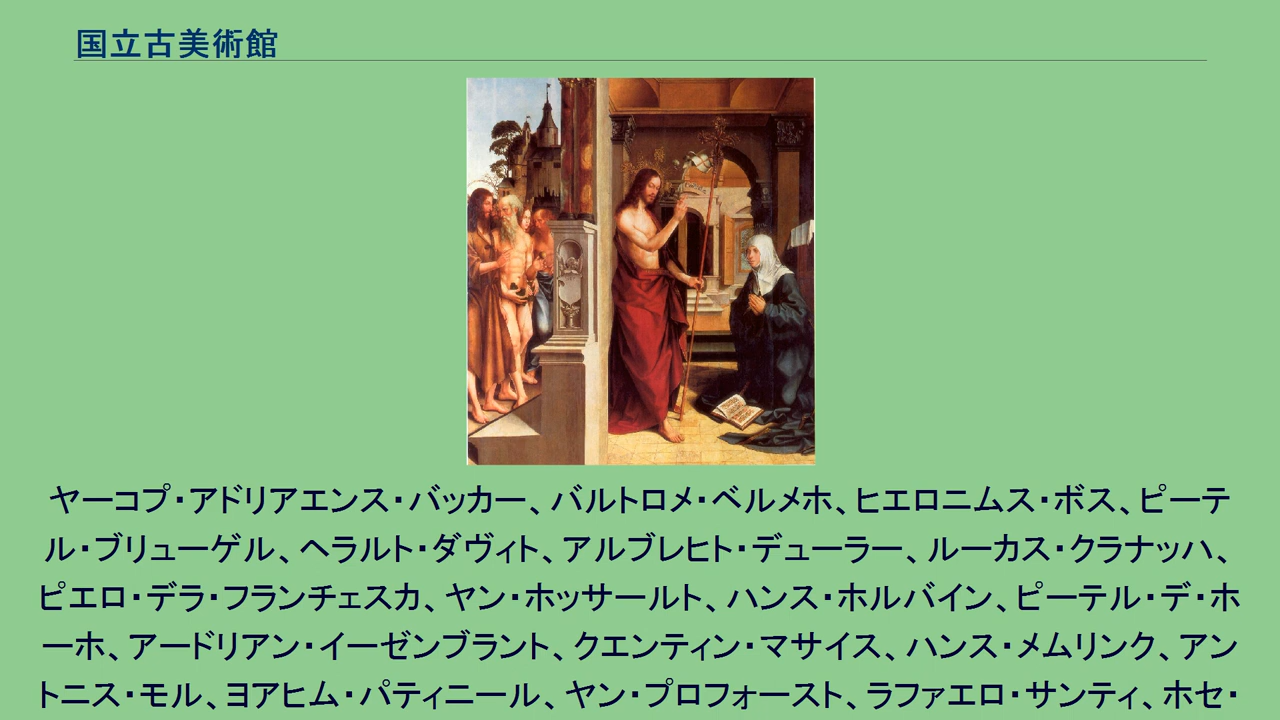 国立古美術館
ヤーコプ・アドリアエンス・バッカー、バルトロメ・ベルメホ、ヒエロニムス・ボス、ピーテ
ル・ブリューゲル、ヘラルト・ダヴィト、アルブレヒト・デューラー、ルーカス・クラナッハ、
ピエロ・デラ・フランチェスカ、ヤン・ホッサールト、ハンス・ホルバイン、ピーテル・デ・ホ
ーホ、アードリアン・イーゼンブラント、クエンティン・マサイス、ハンス・メムリンク、アン
トニス・モル、ヨアヒム・パティニール、ヤン・プロフォースト、ラファエロ・サンティ、ホセ・